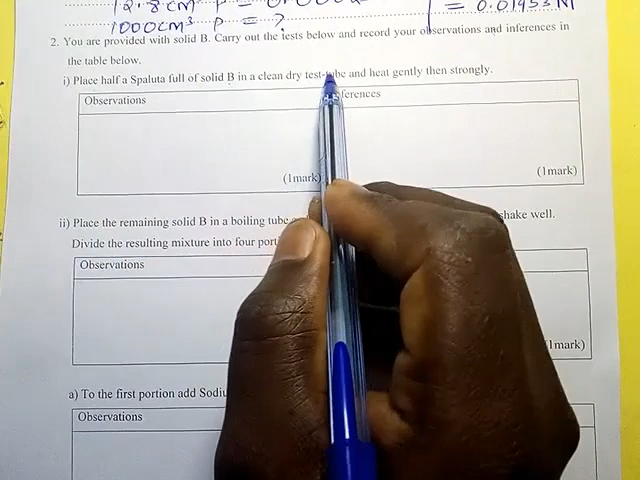 12.8cm³ P =
1000cm³ P = ? = 0.01953M
2. You are provided with solid B. Carry out the tests below and record your observations and inferences in
the table below.
i) Place half a Spaluta full of solid B in a clean dry test-tube and heat gently then strongly.
Observations ferences
(1mark) (1mark)
ii) Place the remaining solid B in a boiling tube shake well.
Divide the resulting mixture into four port
Observations
1mark)
a) To the first portion add Sodiu
Observations